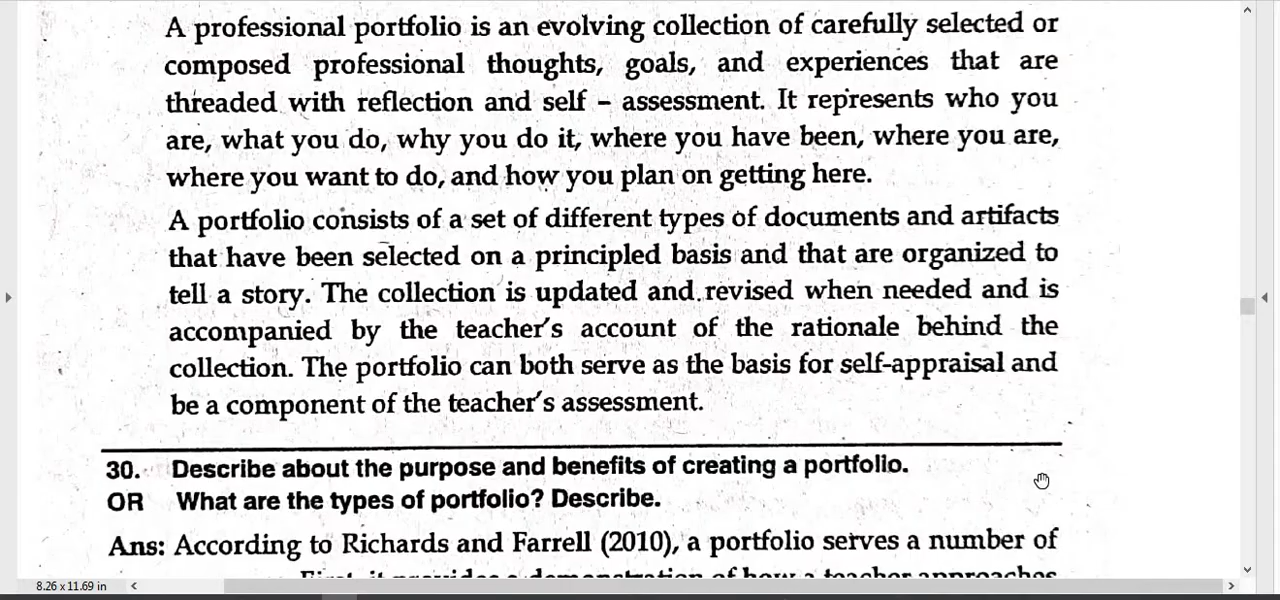 A professional portfolio is an evolving collection of carefully selected or
composed professional thoughts, goals, and experiences that are
threaded with reflection and self – assessment. It represents who you
are, what you do, why you do it, where you have been, where you are,
where you want to do, and how you plan on getting here.
A portfolio consists of a set of different types of documents and artifacts
that have been selected on a principled basis and that are organized to
tell a story. The collection is updated and revised when needed and is
accompanied by the teacher's account of the rationale behind the
collection. The portfolio can both serve as the basis for self-appraisal and
be a component of the teacher's assessment.
30. Describe about the purpose and benefits of creating a portfolio.
OR What are the types of portfolio? Describe.
Ans: According to Richards and Farrell (2010), a portfolio serves a number of
First, it provides a demonstration of how a teacher approaches
8.26 x 11.69 in